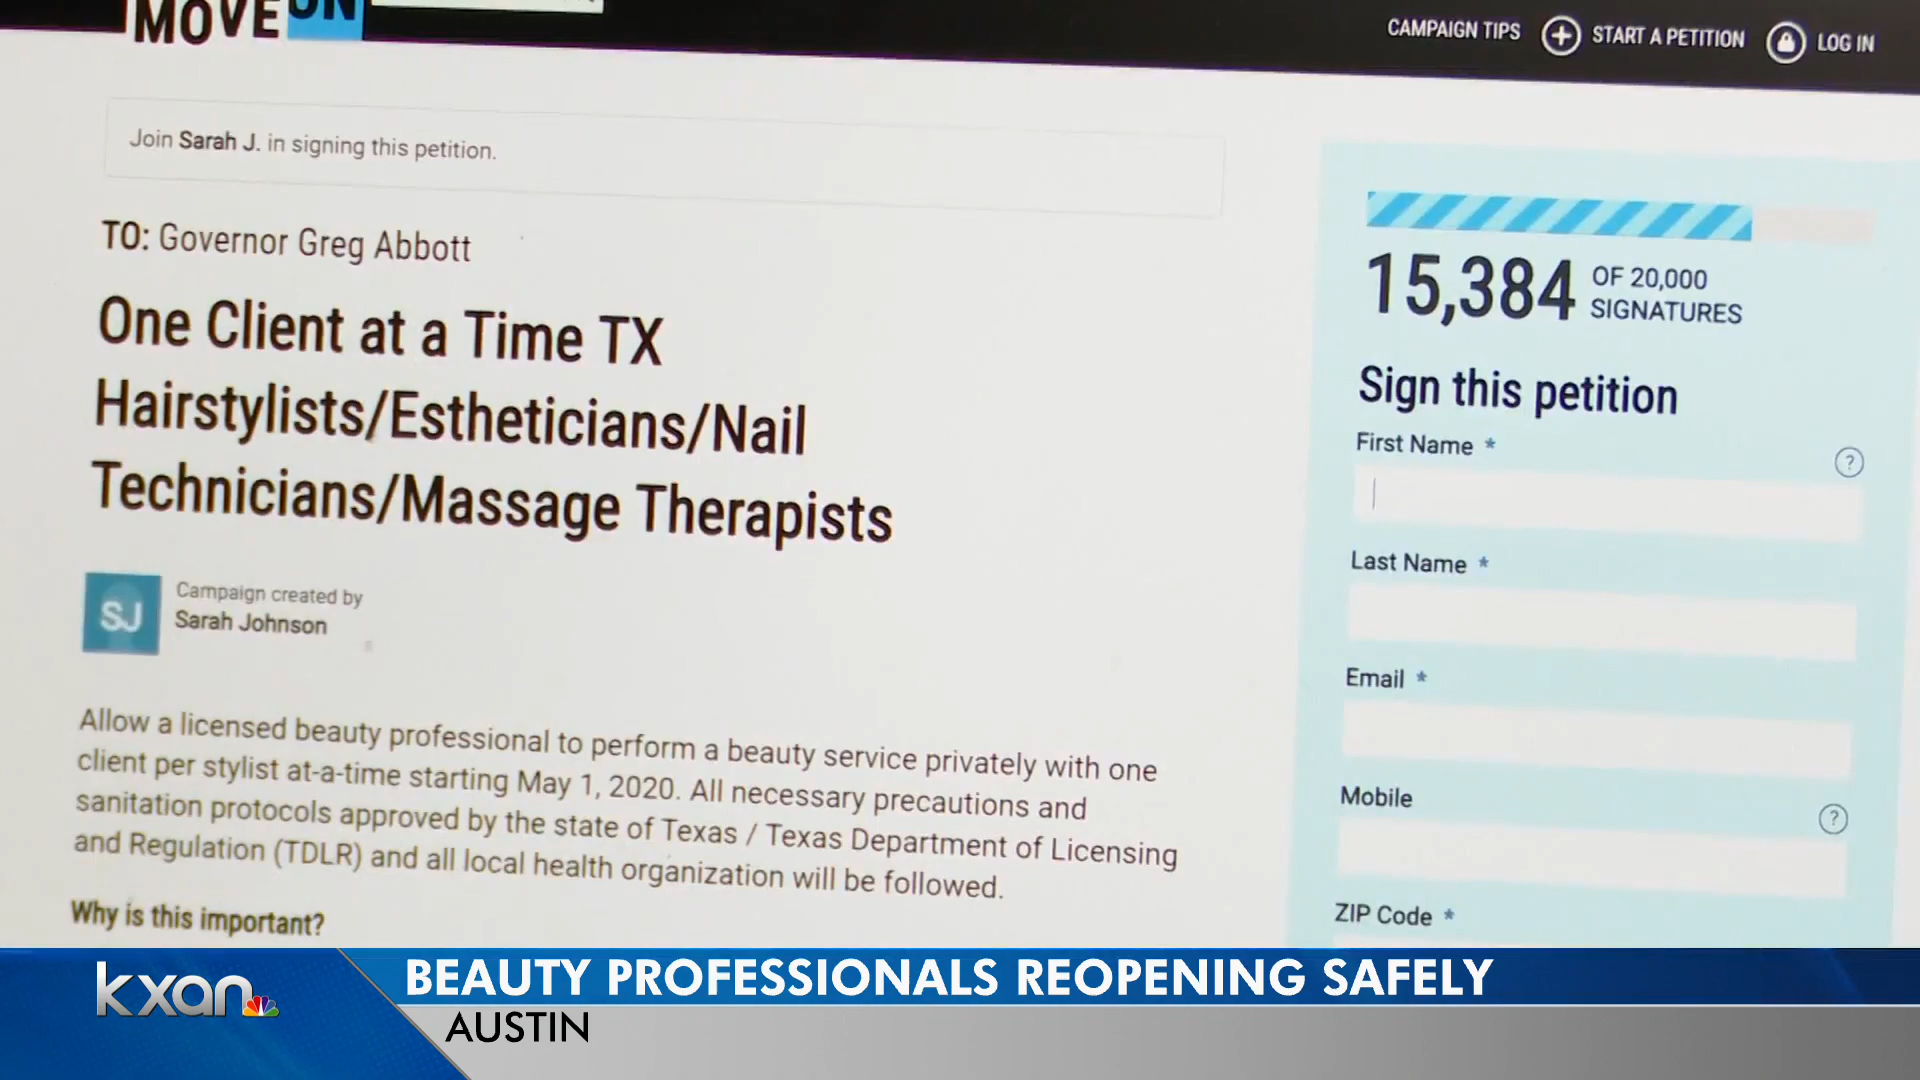 MOVEON
CAMPAIGN TIPS START A PETITION LOG IN
Join Sarah J. in signing this petition.
TO: Governor Greg Abbott
One Client at a Time TX
Hairstylists/Estheticians/Nail
Technicians/Massage Therapists
SJ
Campaign created by
Sarah Johnson
Allow a licensed beauty professional to perform a beauty service privately with one
client per stylist at-a-time starting May 1, 2020. All necessary precautions and
sanitation protocols approved by the state of Texas / Texas Department of Licensing
and Regulation (TDLR) and all local health organization will be followed.
Why is this important?
15,384 OF 20,000
SIGNATURES
Sign this petition
First Name *
?
Last Name *
Email *
Mobile
?
ZIP Code *
kxan
BEAUTY PROFESSIONALS REOPENING SAFELY
AUSTIN